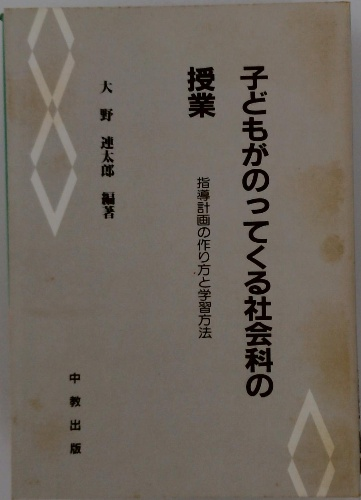 子どもがのってくる社会科の
授業
指導計画の作り方と学習方法
大野連太郎 編著
中教出版